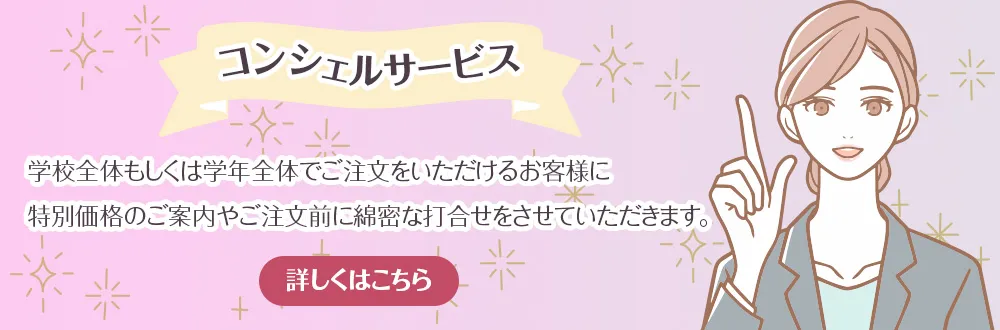 コンシェルサービス
学校全体もしくは学年全体でご注文をいただけるお客様に
特別価格のご案内やご注文前に綿密な打合せをさせていただきます。
詳しくはこちら